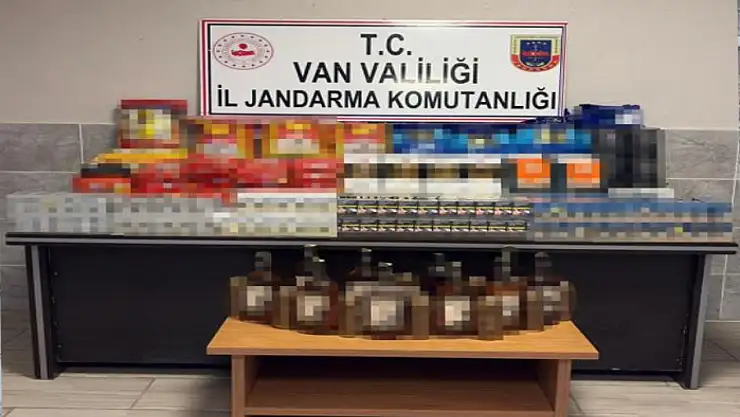 T.C.
VAN VALİLİĞİ
İL JANDARMA KOMUTANLIĞI